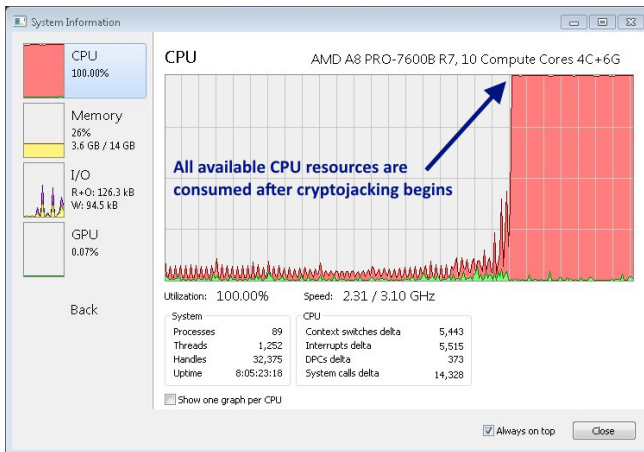 System Information
CPU
100.00%
Memory
26%
3.6 GB / 14 GB
I/O
R+O: 126.3 kB
W: 94.5 kB
GPU
0.07%
Back
CPU
AMD A8 PRO-7600B R7, 10 Compute Cores 4C+6G
All available CPU resources are
consumed after cryptojacking begins
Utilization: 100.00%
Speed: 2.31 / 3.10 GHz
System
Processes 89
Threads 1,252
Handles 32,375
Uptime 8:05:23:18
CPU
Context switches delta 5,443
Interrupts delta 5,515
DPCs delta 373
System calls delta 14,328
Show one graph per CPU
Always on top
Close